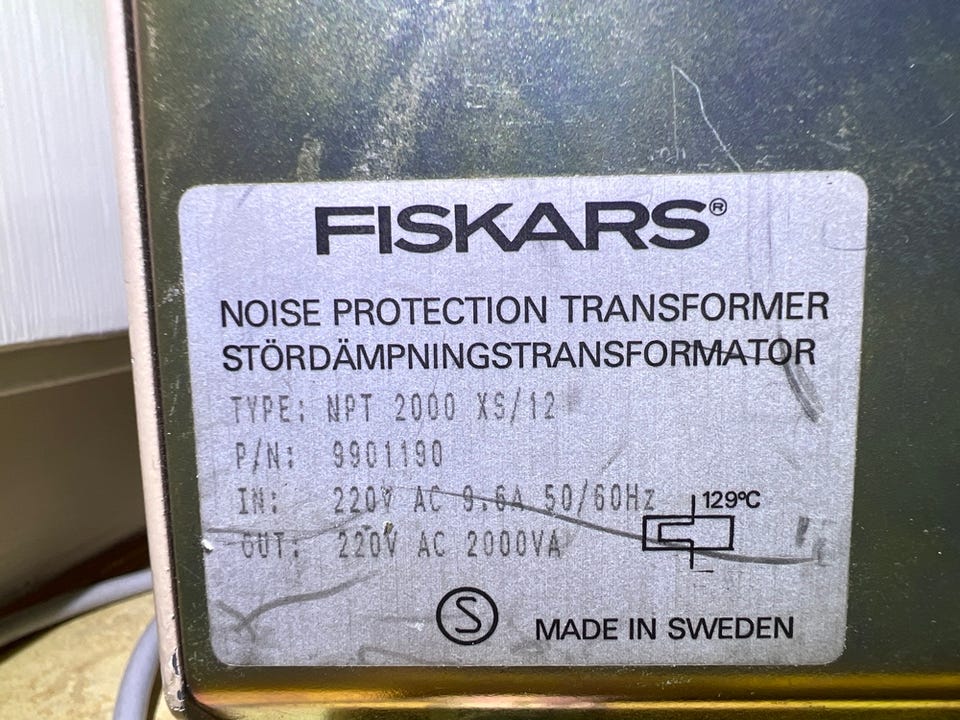 FISKARS®
NOISE PROTECTION TRANSFORMER
STÖRDÄMPNINGSTRANSFORMATOR
TYPE: NPT 2000 XS/12
P/N: 9901190
IN: 220V AC 9.6A 50/60Hz
129°C
OUT: 220V AC 2000VA
S
MADE IN SWEDEN